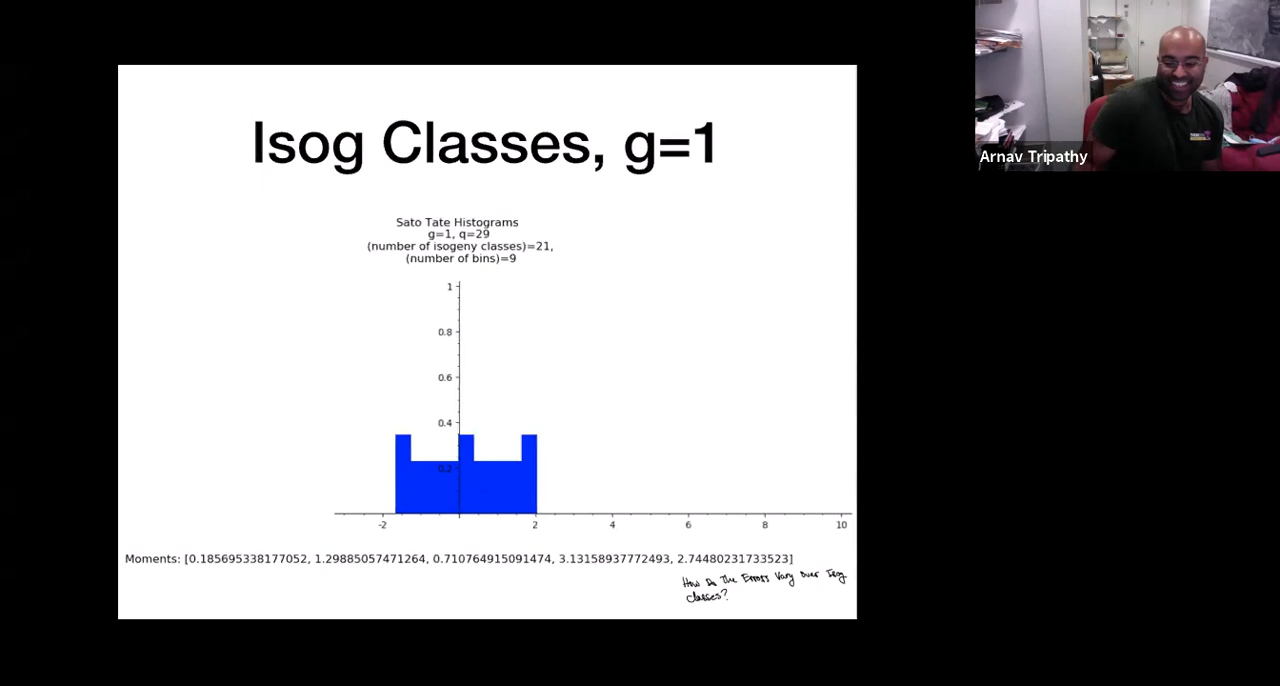 Isog Classes, g=1
Sato Tate Histograms
g=1, q=29
(number of isogeny classes)=21,
(number of bins)=9
1
0.8
0.6
0.4
0.2
-2
2
4
6
8
10
Moments: [0.185695338177052, 1.29885057471264, 0.710764915091474, 3.13158937772493, 2.74480231733523]
How Do the Errors Vary over Isog
classes?
Arnav Tripathy